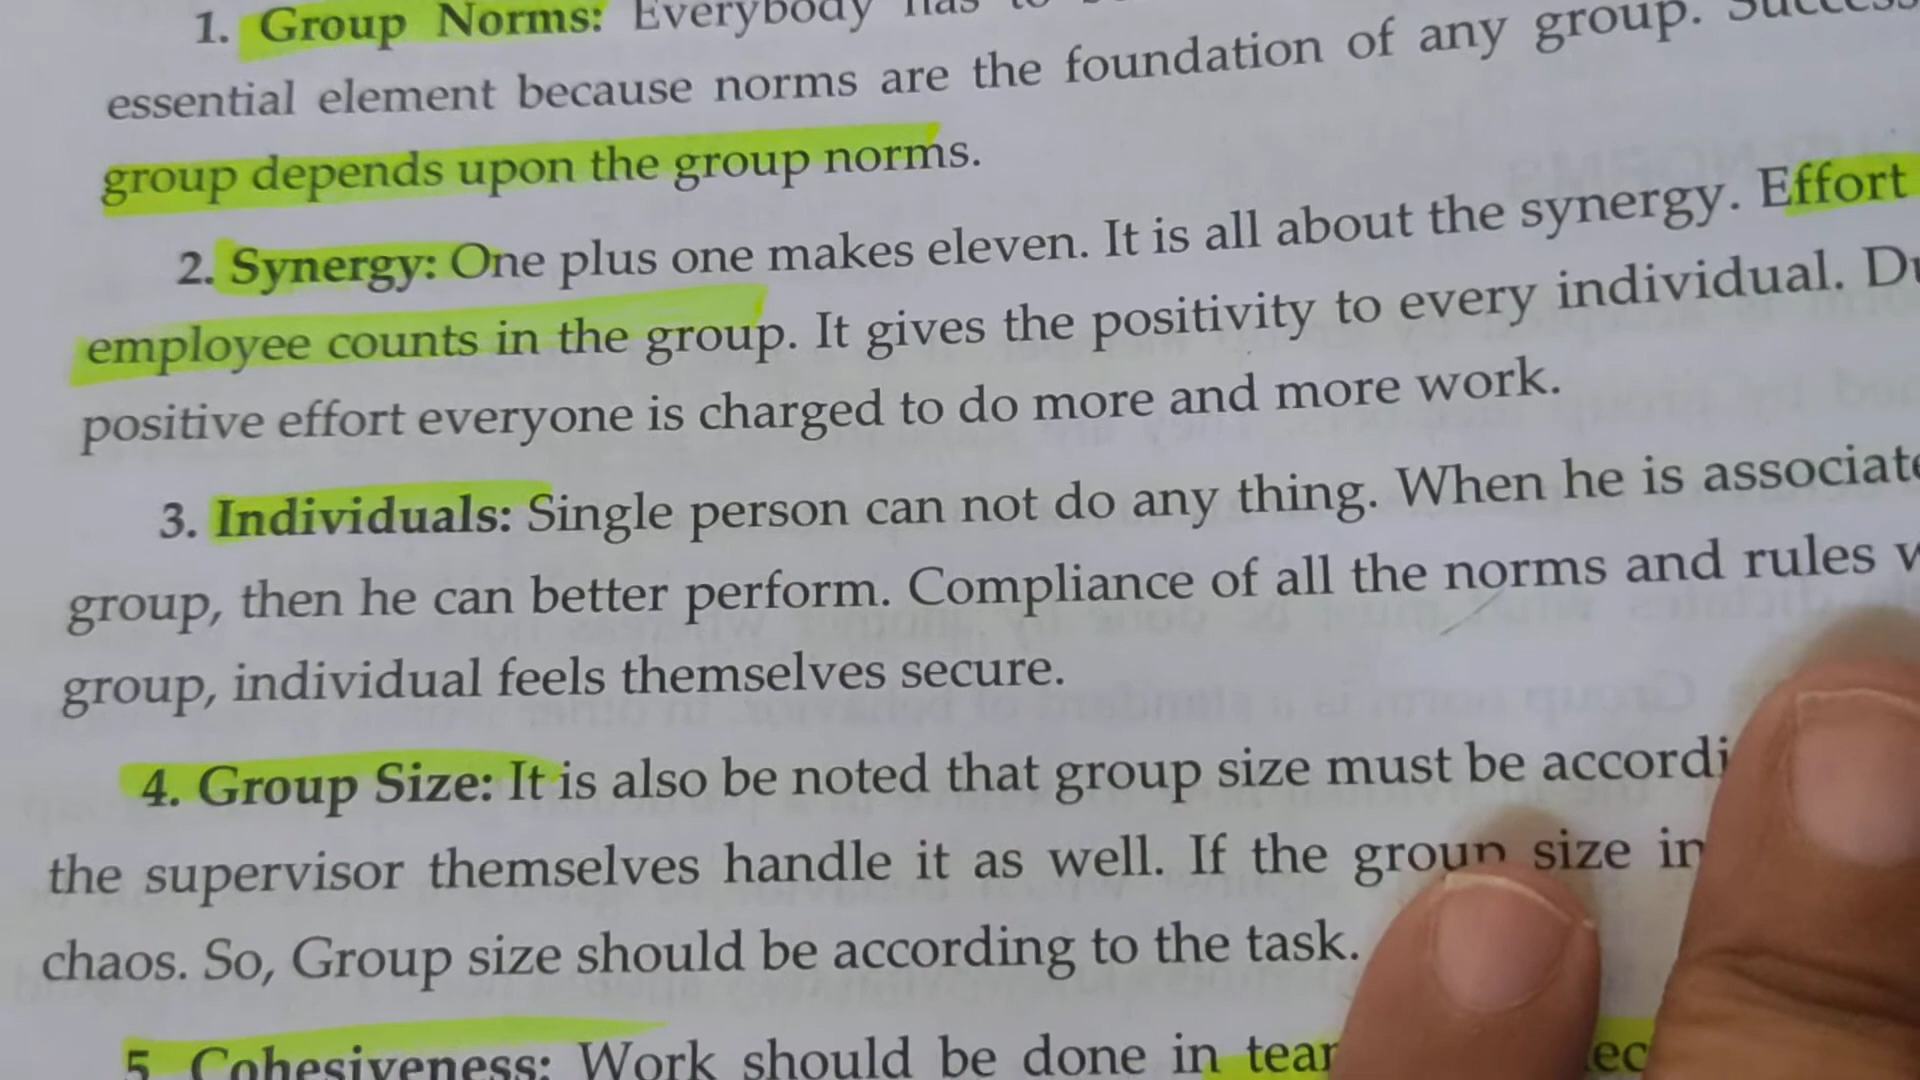 1. Group Norms: Everybody has to
essential element because norms are the foundation of any group. Success
group depends upon the group norms.
2. Synergy: One plus one makes eleven. It is all about the synergy. Effort
employee counts in the group. It gives the positivity to every individual.
positive effort everyone is charged to do more and more work.
3. Individuals: Single person can not do any thing. When he is
group, then he can better perform. Compliance of all the norms and rules
group, individual feels themselves secure.
4. Group Size: It is also be noted that group size must be
the supervisor themselves handle it as well. If the group size
chaos. So, Group size should be according to the task.
5. Cohesiveness: Work should be done in